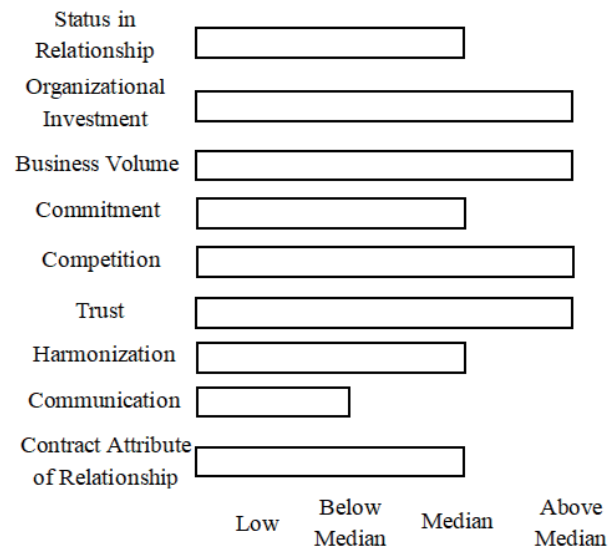 Status in
Relationship
Organizational
Investment
Business Volume
Commitment
Competition
Trust
Harmonization
Communication
Contract Attribute
of Relationship
Low
Below
Median
Median
Above
Median